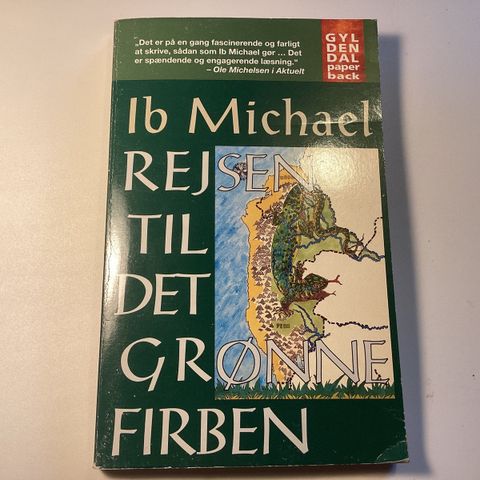 „Det er på en gang fascinerende og farligt
at skrive, sådan som Ib Michael gør ... Det
er spændende og engagerende læsning.“
– Ole Michelsen i Aktuelt
GYL
DEN
DAL
paper
back
Ib Michael
REJSEN
TIL
DET
GRØNNE
FIRBEN
PERU